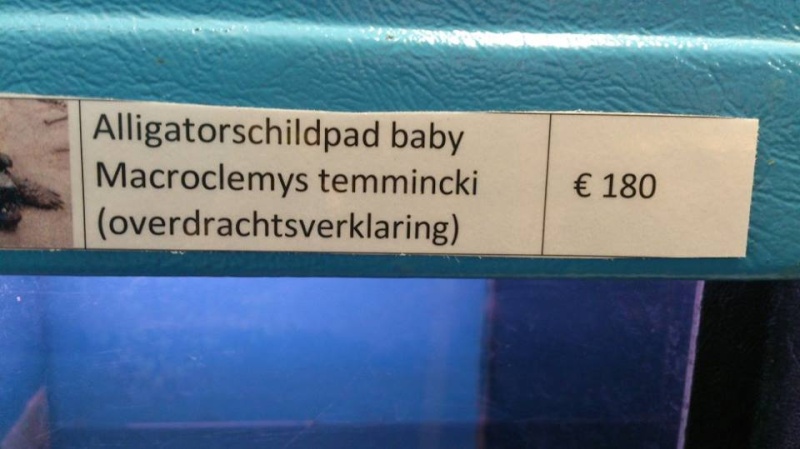 Alligatorschildpad baby
Macroclemys temmincki
(overdrachtsverklaring)
€ 180